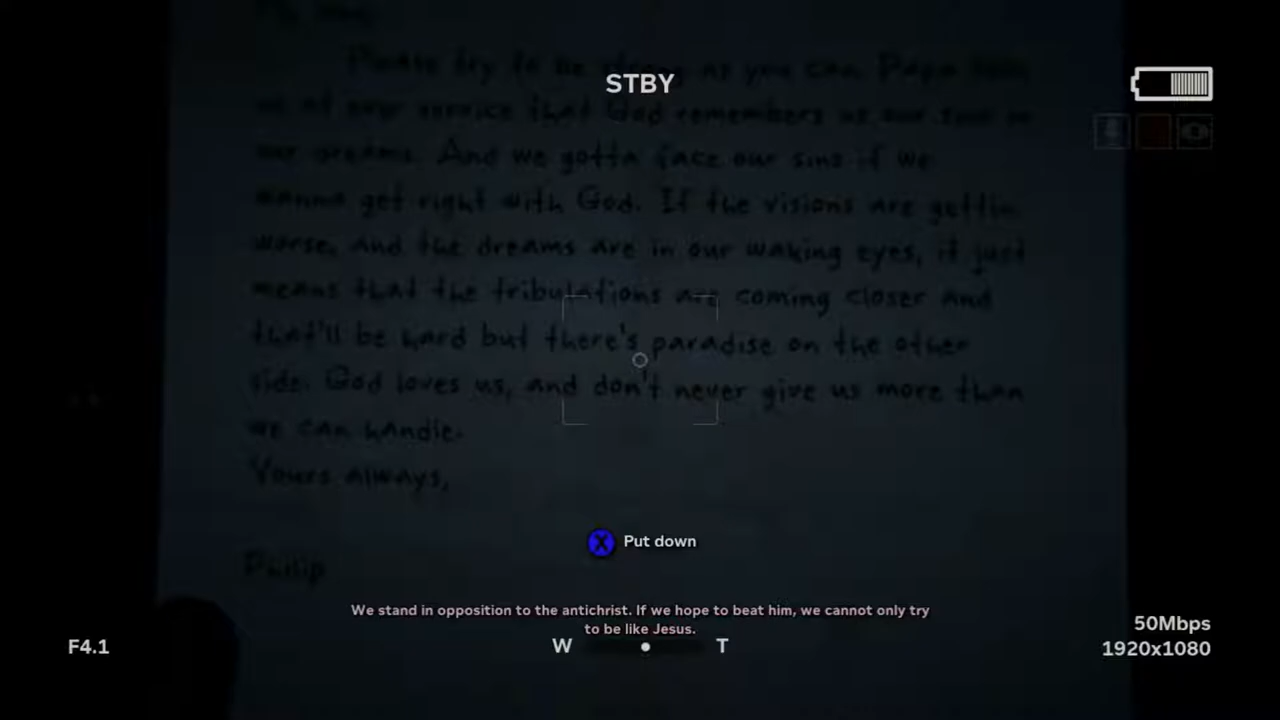 STBY
Please try to be strong as you can. Papa
us at our service that God remembers us our sins in
our dreams. And we gotta face our sins if we
wanna get right with God. If the visions are gettin
worse, and the dreams are in our waking eyes, it just
means that the tribulations are coming closer and
that'll be hard but there's paradise on the other
side. God loves us, and don't never give us more than
we can handle.
Yours always,
Philip
X Put down
We stand in opposition to the antichrist. If we hope to beat him, we cannot only try
to be like Jesus.
F4.1
W T
50Mbps
1920x1080